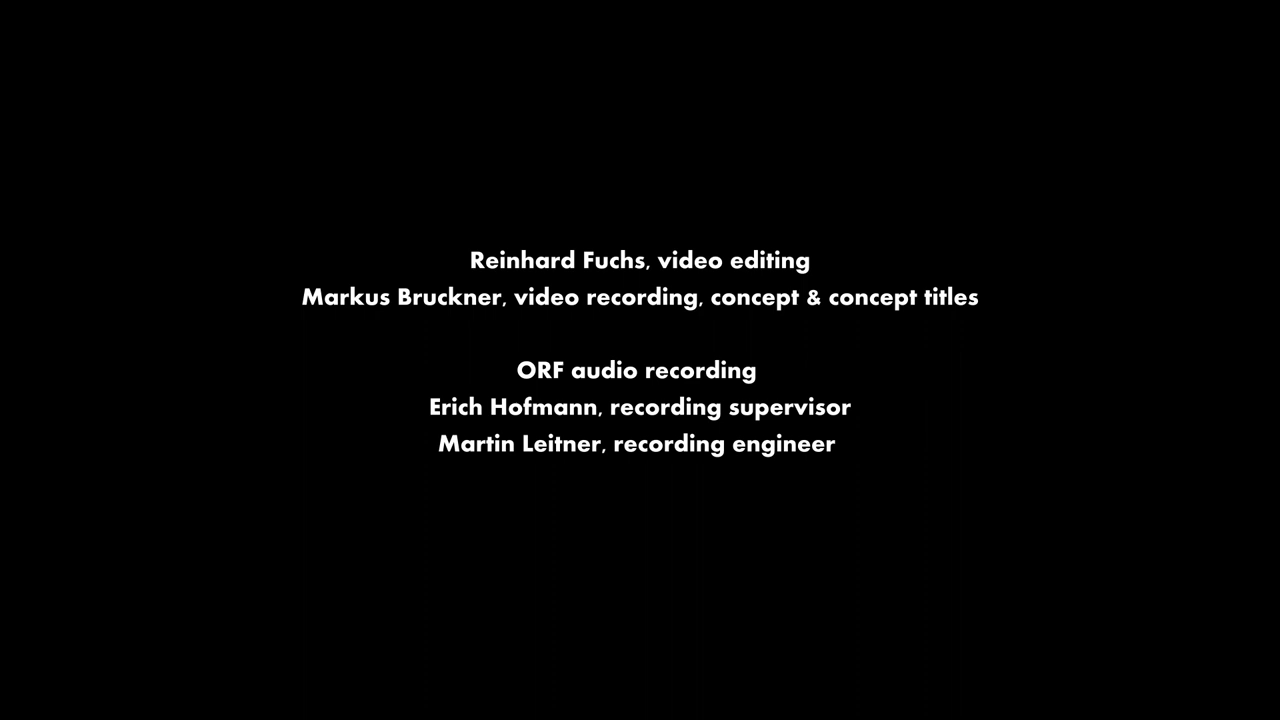 Reinhard Fuchs, video editing
Markus Bruckner, video recording, concept & concept titles
ORF audio recording
Erich Hofmann, recording supervisor
Martin Leitner, recording engineer